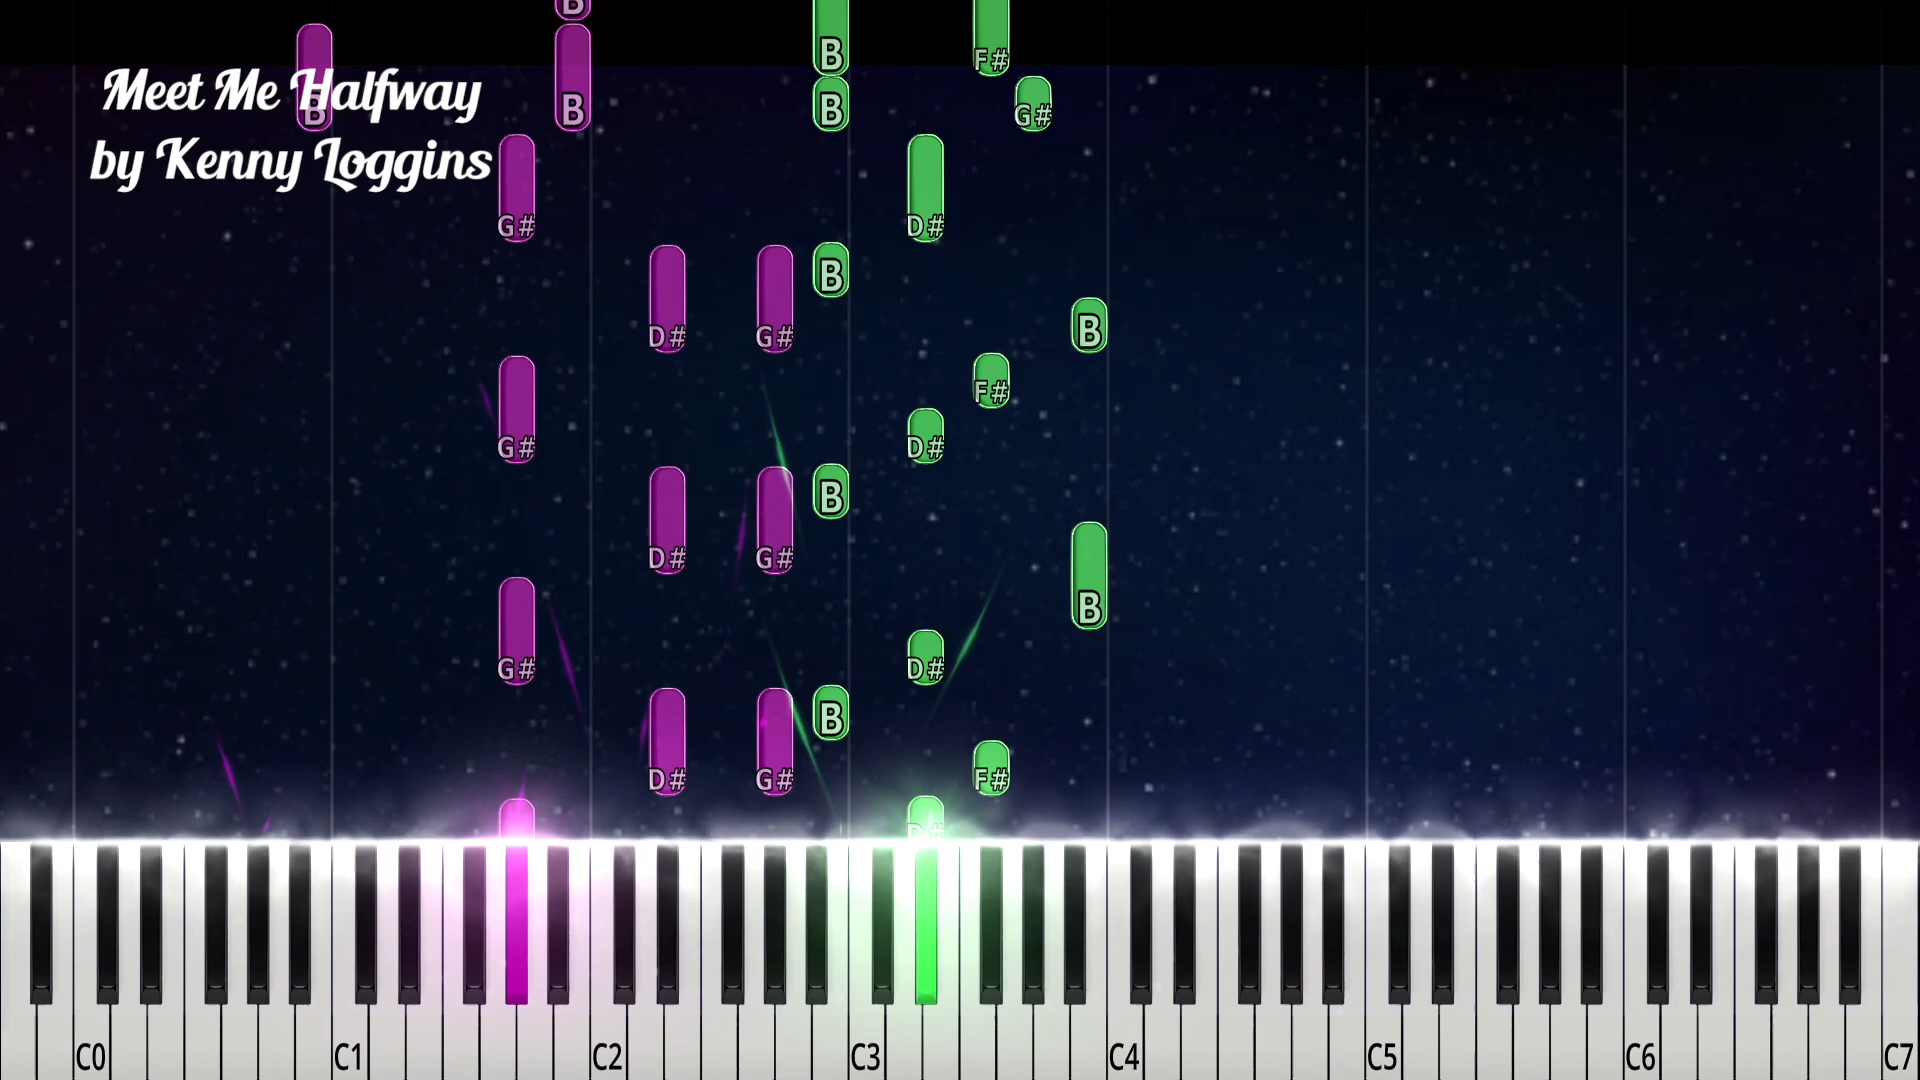 B
B F#
Meet Me Halfway
B B B G#
by Kenny Loggins
G# D#
B
D# G# B
F#
G# D#
B
D# G# B
G# D#
B
D# G# F#
D#
C0 C1 C2 C3 C4 C5 C6 C7